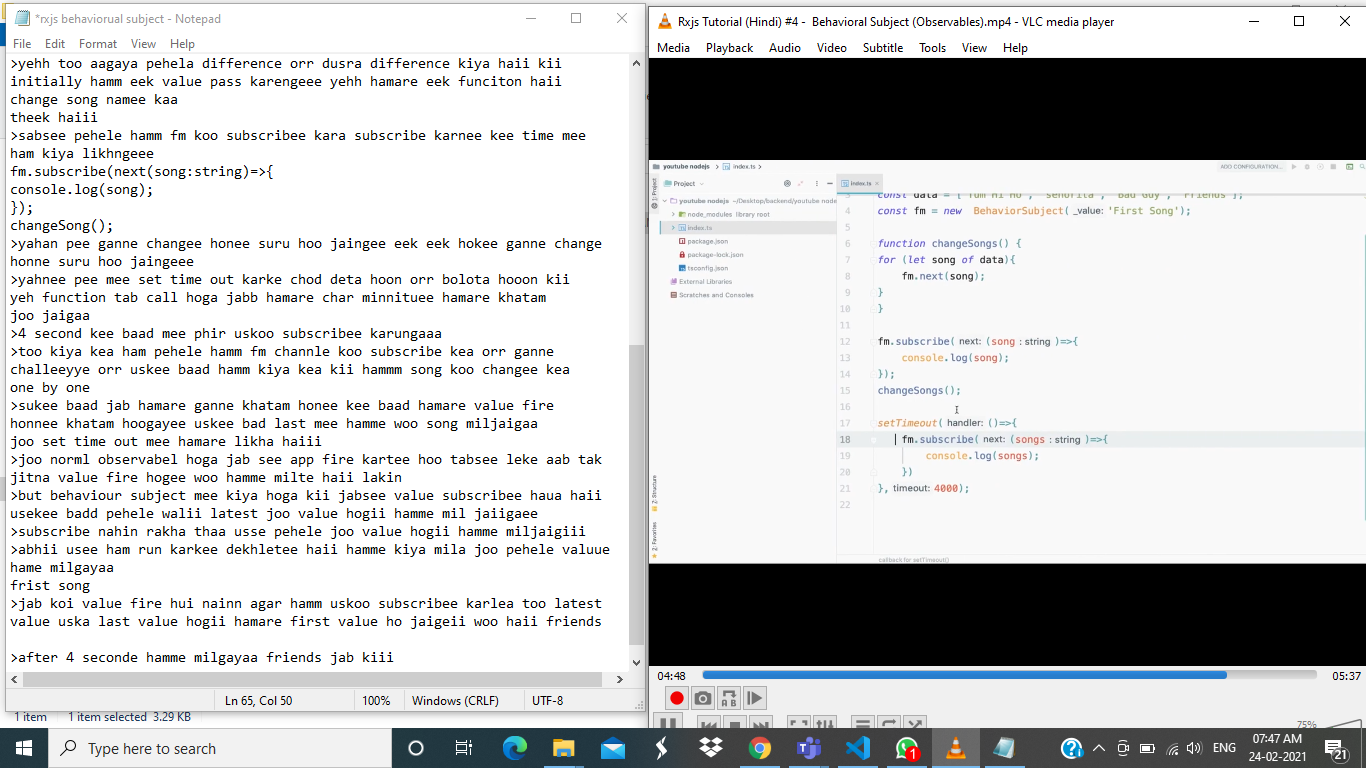 *rxjs behaviorual subject - Notepad
File Edit Format View Help
>yehh too aagaya pehela difference orr dusra difference kiya haii kii
initially hamm eek value pass karengeee yehh hamare eek funciton haii
change song namee kaa
theek haiii
>sabsee pehele hamm fm koo subscribee kara subscribe karnee kee time mee
ham kiya likhngeee
fm.subscribe(next(song:string)=>{
console.log(song);
});
changeSong();
>yahan pee ganne changee honee suru hoo jaingee eek eek hokee ganne change
honne suru hoo jaingeee
>yahnee pee mee set time out karke chod deta hoon orr bolota hooon kii
yeh function tab call hoga jabb hamare char minnituee hamare khatam
joo jaigaa
>4 second kee baad mee phir uskoo subscribee karungaaa
>too kiya kea ham pehele hamm fm channle koo subscribe kea orr ganne
challeeyye orr uskee baad hamm kiya kea kii hammm song koo changee kea
one by one
>sukee baad jab hamare ganne khatam honee kee baad hamare value fire
honnee khatam hoogayee uskee bad last mee hamme woo song miljaigaa
joo set time out mee hamare likha haiii
>joo norml observabel hoga jab see app fire kartee hoo tabsee leke aab tak
jitna value fire hogee woo hamme milte haii lakin
>but behaviour subject mee kiya hoga kii jabsee value subscribee haua haii
usekee badd pehele walii latest joo value hogii hamme mil jaiigaee
>subscribe nahin rakha thaa usse pehele joo value hogii hamme miljaigiii
>abhii usee ham run karkee dekhletee haii hamme kiya mila joo pehele valuue
hame milgayaa
frist song
>jab koi value fire hui nainn agar hamm uskoo subscribee karlea too latest
value uska last value hogii hamare first value ho jaigeii woo haii friends
>after 4 seconde hamme milgayaa friends jab kiii
Ln 65, Col 50 100% Windows (CRLF) UTF-8
1 item 1 item selected 3.29 KB
Rxjs Tutorial (Hindi) #4 - Behavioral Subject (Observables).mp4 - VLC media player
Media Playback Audio Video Subtitle Tools View Help
youtube nodejs index.ts
ADD CONFIGURATION...
Project
index.ts
youtube nodejs ~/Desktop/backend/youtube node
node_modules library root
index.ts
package.json
package-lock.json
tsconfig.json
External Libraries
Scratches and Consoles
1: Project
Z: Structure
2: Favorites
3 const data = ["Tum Hi Ho", "senorita", "Bad Guy", "Friends"];
4 const fm = new BehaviorSubject( _value: 'First Song');
5
6 function changeSongs() {
7 for (let song of data){
8 fm.next(song);
9 }
10 }
11
12 fm.subscribe( next: (song : string )=>{
13 console.log(song);
14 });
15 changeSongs();
16
17 setTimeout( handler: ()=>{
18 fm.subscribe( next: (songs : string )=>{
19 console.log(songs);
20 })
21 }, timeout: 4000);
22
callback for setTimeout()
04:48 05:37
75%
Type here to search
1
ENG
07:47 AM
24-02-2021
21